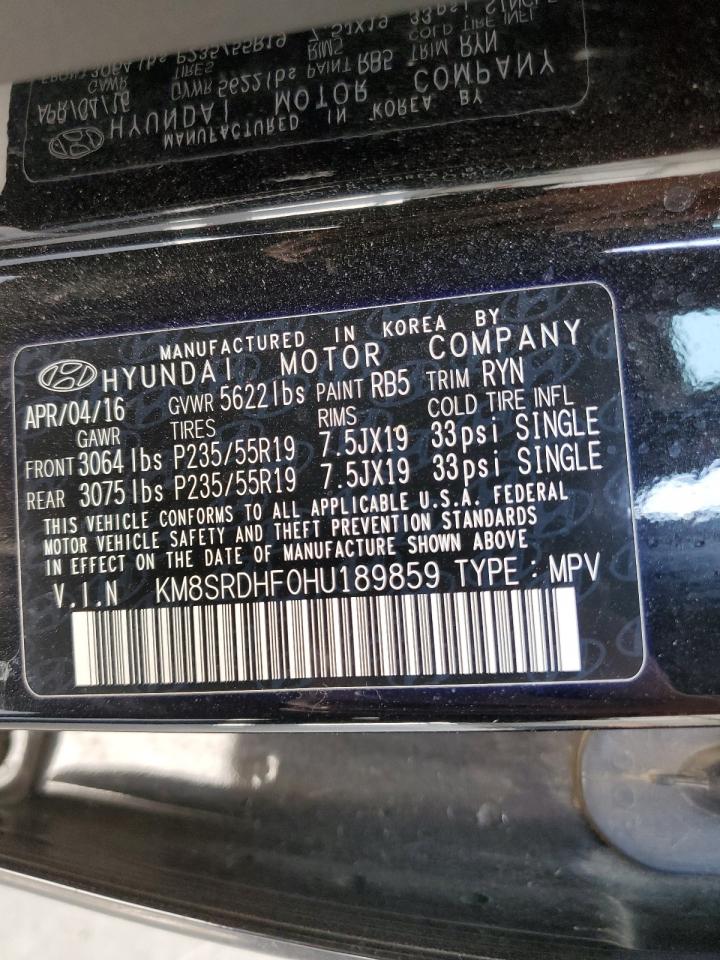 MANUFACTURED IN KOREA BY
HYUNDAI MOTOR COMPANY
APR/04/16 GVWR 5622lbs PAINT RB5 TRIM RYN
GAWR TIRES RIMS COLD TIRE INFL
FRONT 3064lbs P235/55R19 7.5JX19 33psi SINGLE
REAR 3075lbs P235/55R19 7.5JX19 33psi SINGLE
THIS VEHICLE CONFORMS TO ALL APPLICABLE U.S.A. FEDERAL
MOTOR VEHICLE SAFETY AND THEFT PREVENTION STANDARDS
IN EFFECT ON THE DATE OF MANUFACTURE SHOWN ABOVE
V.I.N KM8SRDHF0HU189859 TYPE : MPV